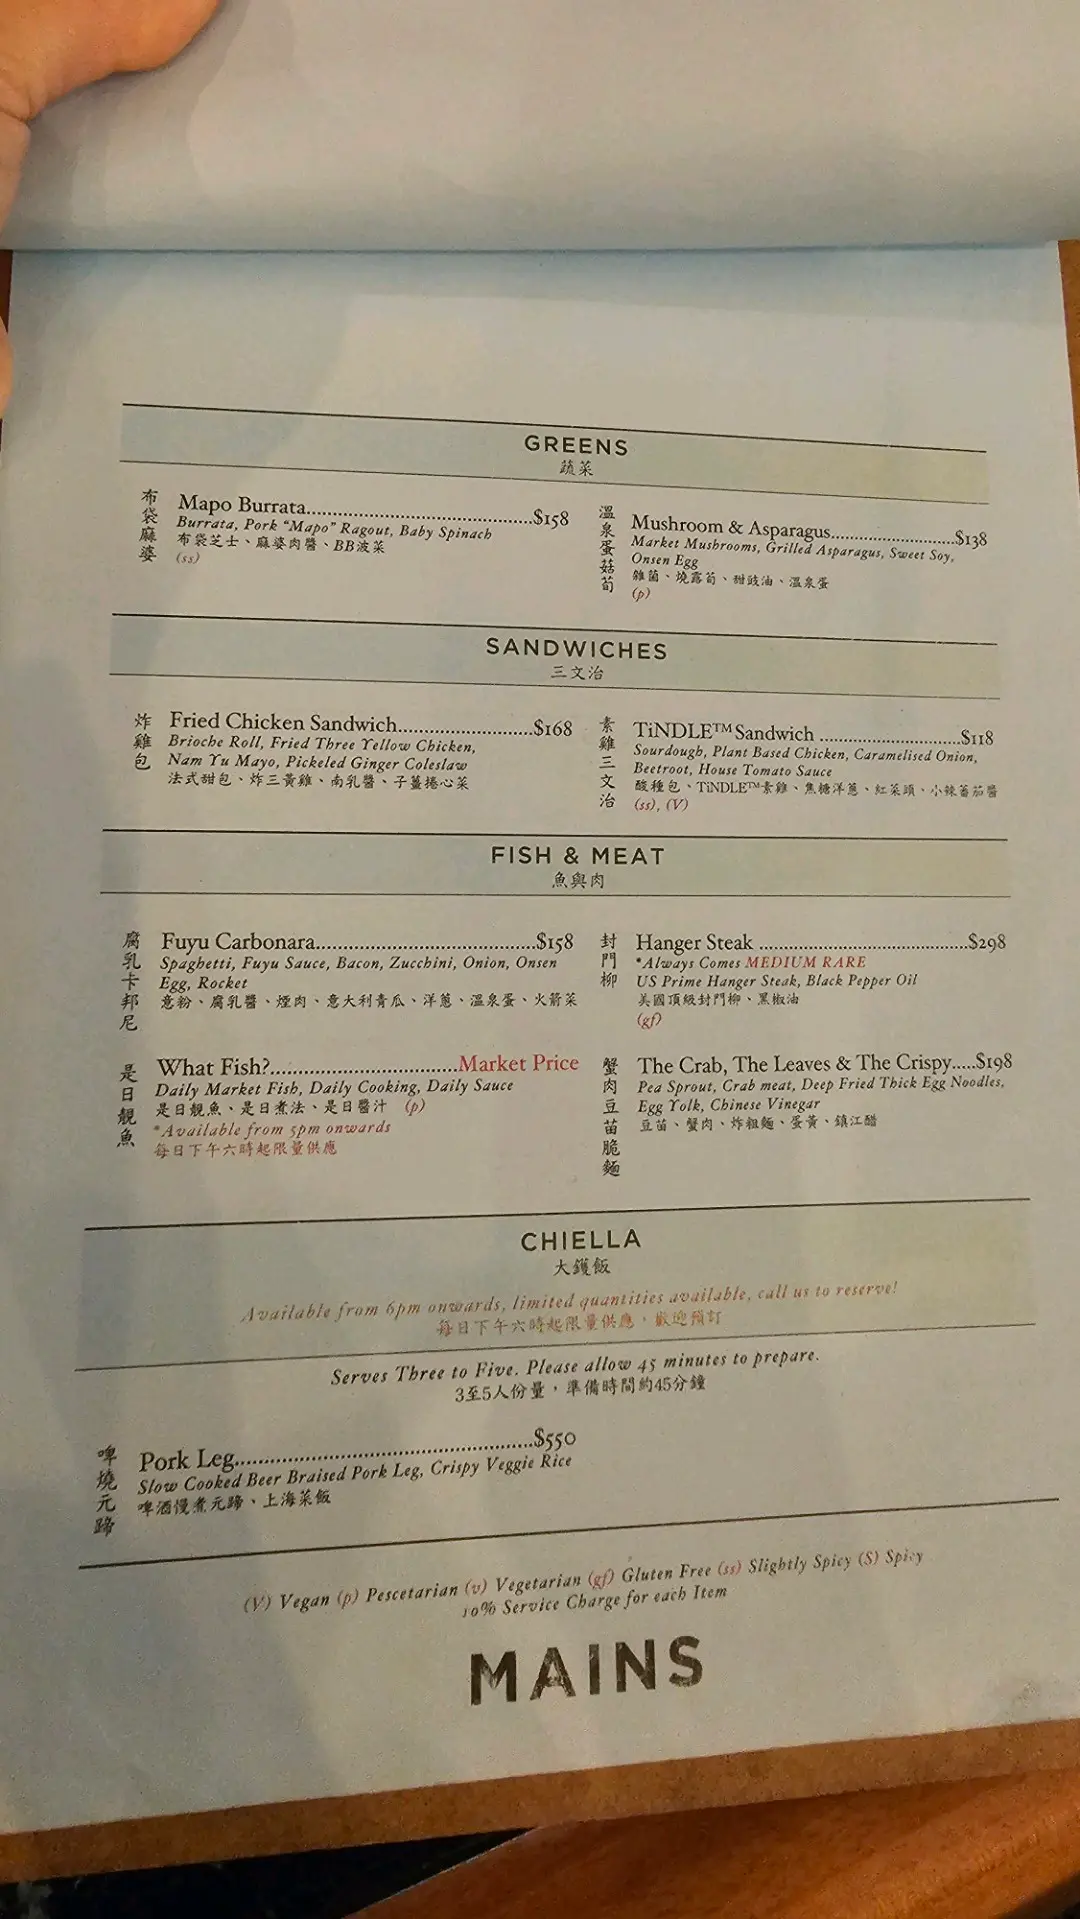 GREENS
蔬菜
布袋麻婆
Mapo Burrata..............................$158
Burrata, Pork “Mapo” Ragout, Baby Spinach
布袋芝士、麻婆肉醬、BB波菜
(ss)
溫泉蛋菇筍
Mushroom & Asparagus.................$138
Market Mushrooms, Grilled Asparagus, Sweet Soy,
Onsen Egg
雜菌、燒露筍、甜豉油、溫泉蛋
(p)
SANDWICHES
三文治
炸雞包
Fried Chicken Sandwich......................$168
Brioche Roll, Fried Three Yellow Chicken,
Nam Yu Mayo, Pickeled Ginger Coleslaw
法式甜包、炸三黃雞、南乳醬、子薑捲心菜
素雞三文治
TiNDLE™ Sandwich .......................$118
Sourdough, Plant Based Chicken, Caramelised Onion,
Beetroot, House Tomato Sauce
酸種包、TiNDLE™素雞、焦糖洋蔥、紅菜頭、小辣蕃茄醬
(ss), (V)
FISH & MEAT
魚與肉
腐乳卡邦尼
Fuyu Carbonara....................................$158
Spaghetti, Fuyu Sauce, Bacon, Zucchini, Onion, Onsen
Egg, Rocket
意粉、腐乳醬、煙肉、意大利青瓜、洋蔥、溫泉蛋、火箭菜
封門柳
Hanger Steak ..................................$298
*Always Comes MEDIUM RARE
US Prime Hanger Steak, Black Pepper Oil
美國頂級封門柳、黑椒油
(gf)
是日靚魚
What Fish?..............................Market Price
Daily Market Fish, Daily Cooking, Daily Sauce
是日靚魚、是日煮法、是日醬汁 (p)
*Available from 5pm onwards
每日下午六時起限量供應
蟹肉豆苗脆麵
The Crab, The Leaves & The Crispy.....$198
Pea Sprout, Crab meat, Deep Fried Thick Egg Noodles,
Egg Yolk, Chinese Vinegar
豆苗、蟹肉、炸粗麵、蛋黃、鎮江醋
CHIELLA
大鑊飯
Available from 6pm onwards, limited quantities available, call us to reserve!
每日下午六時起限量供應，歡迎預訂
Serves Three to Five. Please allow 45 minutes to prepare.
3至5人份量，準備時間約45分鐘
啤燒元蹄
Pork Leg................................................$550
Slow Cooked Beer Braised Pork Leg, Crispy Veggie Rice
啤酒慢煮元蹄、上海菜飯
(V) Vegan (p) Pescetarian (v) Vegetarian (gf) Gluten Free (ss) Slightly Spicy (S) Spicy
10% Service Charge for each Item
MAINS